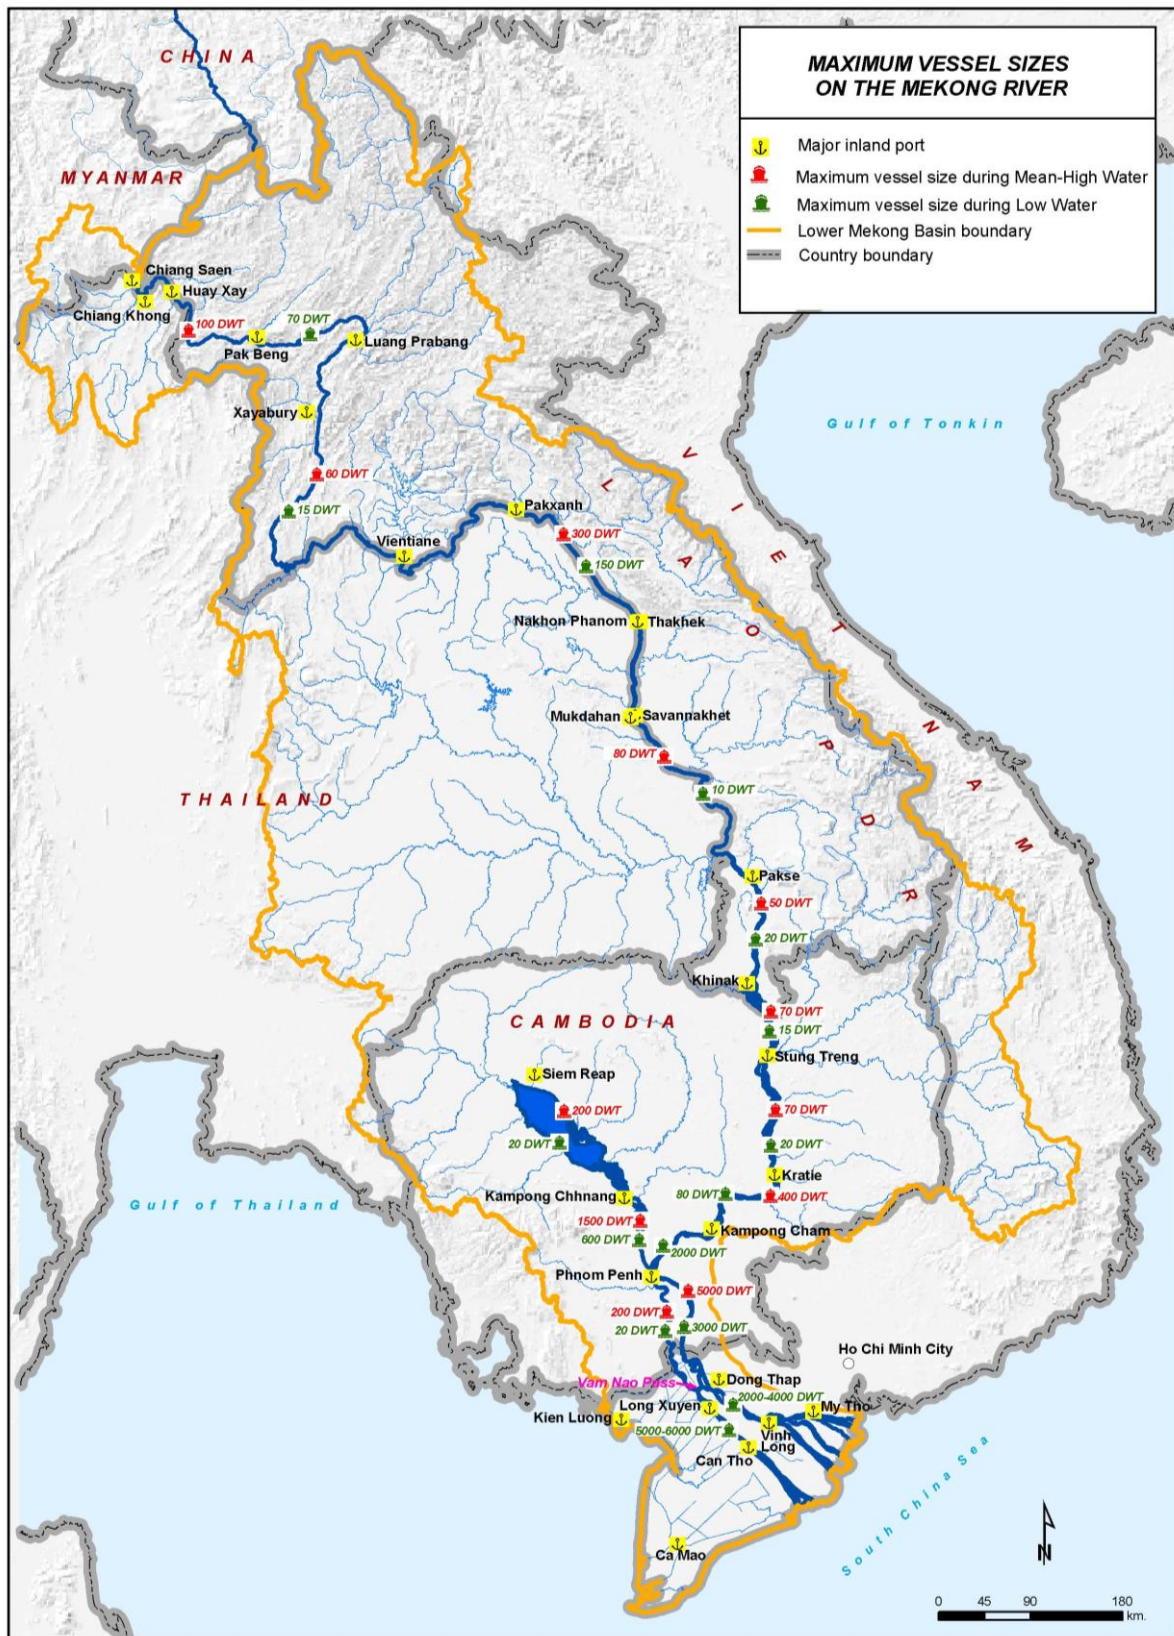 MAXIMUM VESSEL SIZES
ON THE MEKONG RIVER
Major inland port
Maximum vessel size during Mean-High Water
Maximum vessel size during Low Water
Lower Mekong Basin boundary
Country boundary
CHINA
MYANMAR
Chiang Saen
Huay Xay
Chiang Khong
100 DWT
70 DWT
Pak Beng
Luang Prabang
Xayabury
Gulf of Tonkin
60 DWT
15 DWT
Pakxanh
Vientiane
300 DWT
150 DWT
VIETNAM
LAO PDR
Nakhon Phanom
Thakhek
Mukdahan
Savannakhet
80 DWT
10 DWT
THAILAND
Pakse
50 DWT
20 DWT
Khinak
70 DWT
15 DWT
CAMBODIA
Stung Treng
Siem Reap
200 DWT
20 DWT
70 DWT
20 DWT
Kratie
Kampong Chhnang
80 DWT
400 DWT
Gulf of Thailand
1500 DWT
600 DWT
Kampong Cham
2000 DWT
Phnom Penh
5000 DWT
200 DWT
20 DWT
3000 DWT
Ho Chi Minh City
Vam Nao Pass
Dong Thap
2000-4000 DWT
Long Xuyen
My Tho
Kien Luong
5000-6000 DWT
Vinh
Long
Can Tho
South China Sea
Ca Mao
N
0 45 90 180
km.